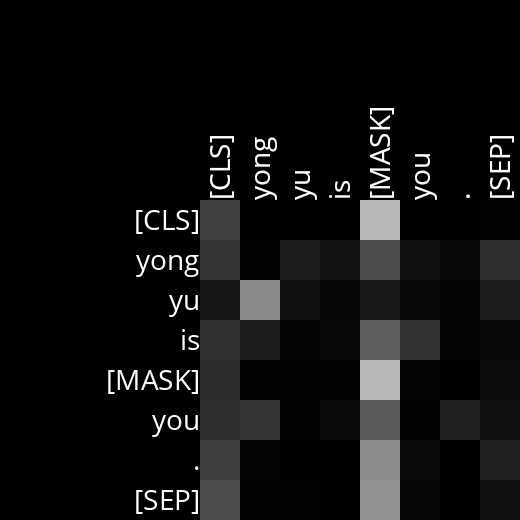 [CLS] yong yu is [MASK] you . [SEP]
[CLS]
yong
yu
is
[MASK]
you
.
[SEP]